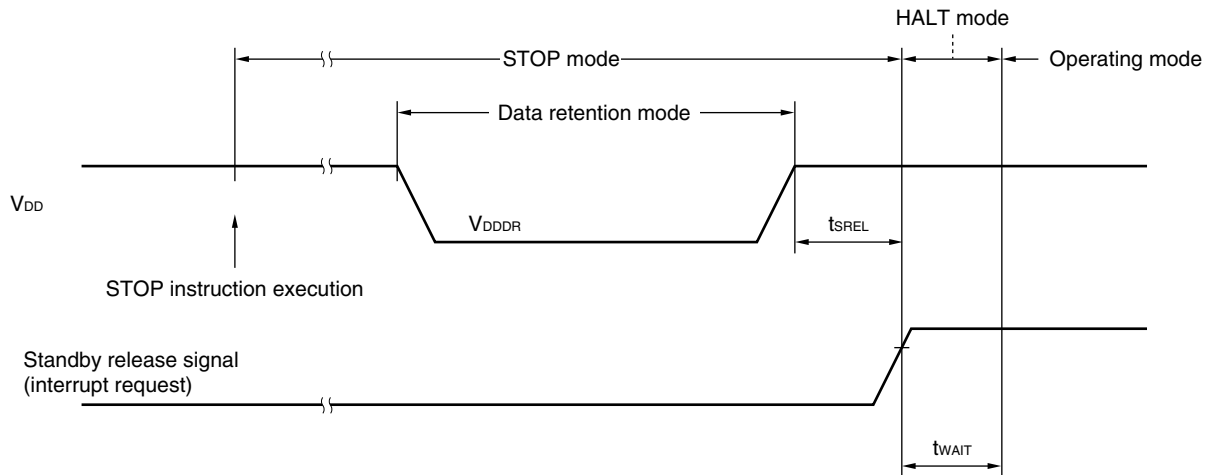 HALT mode
STOP mode
Operating mode
Data retention mode
VDD
VDDDR
tSREL
STOP instruction execution
Standby release signal
(interrupt request)
tWAIT